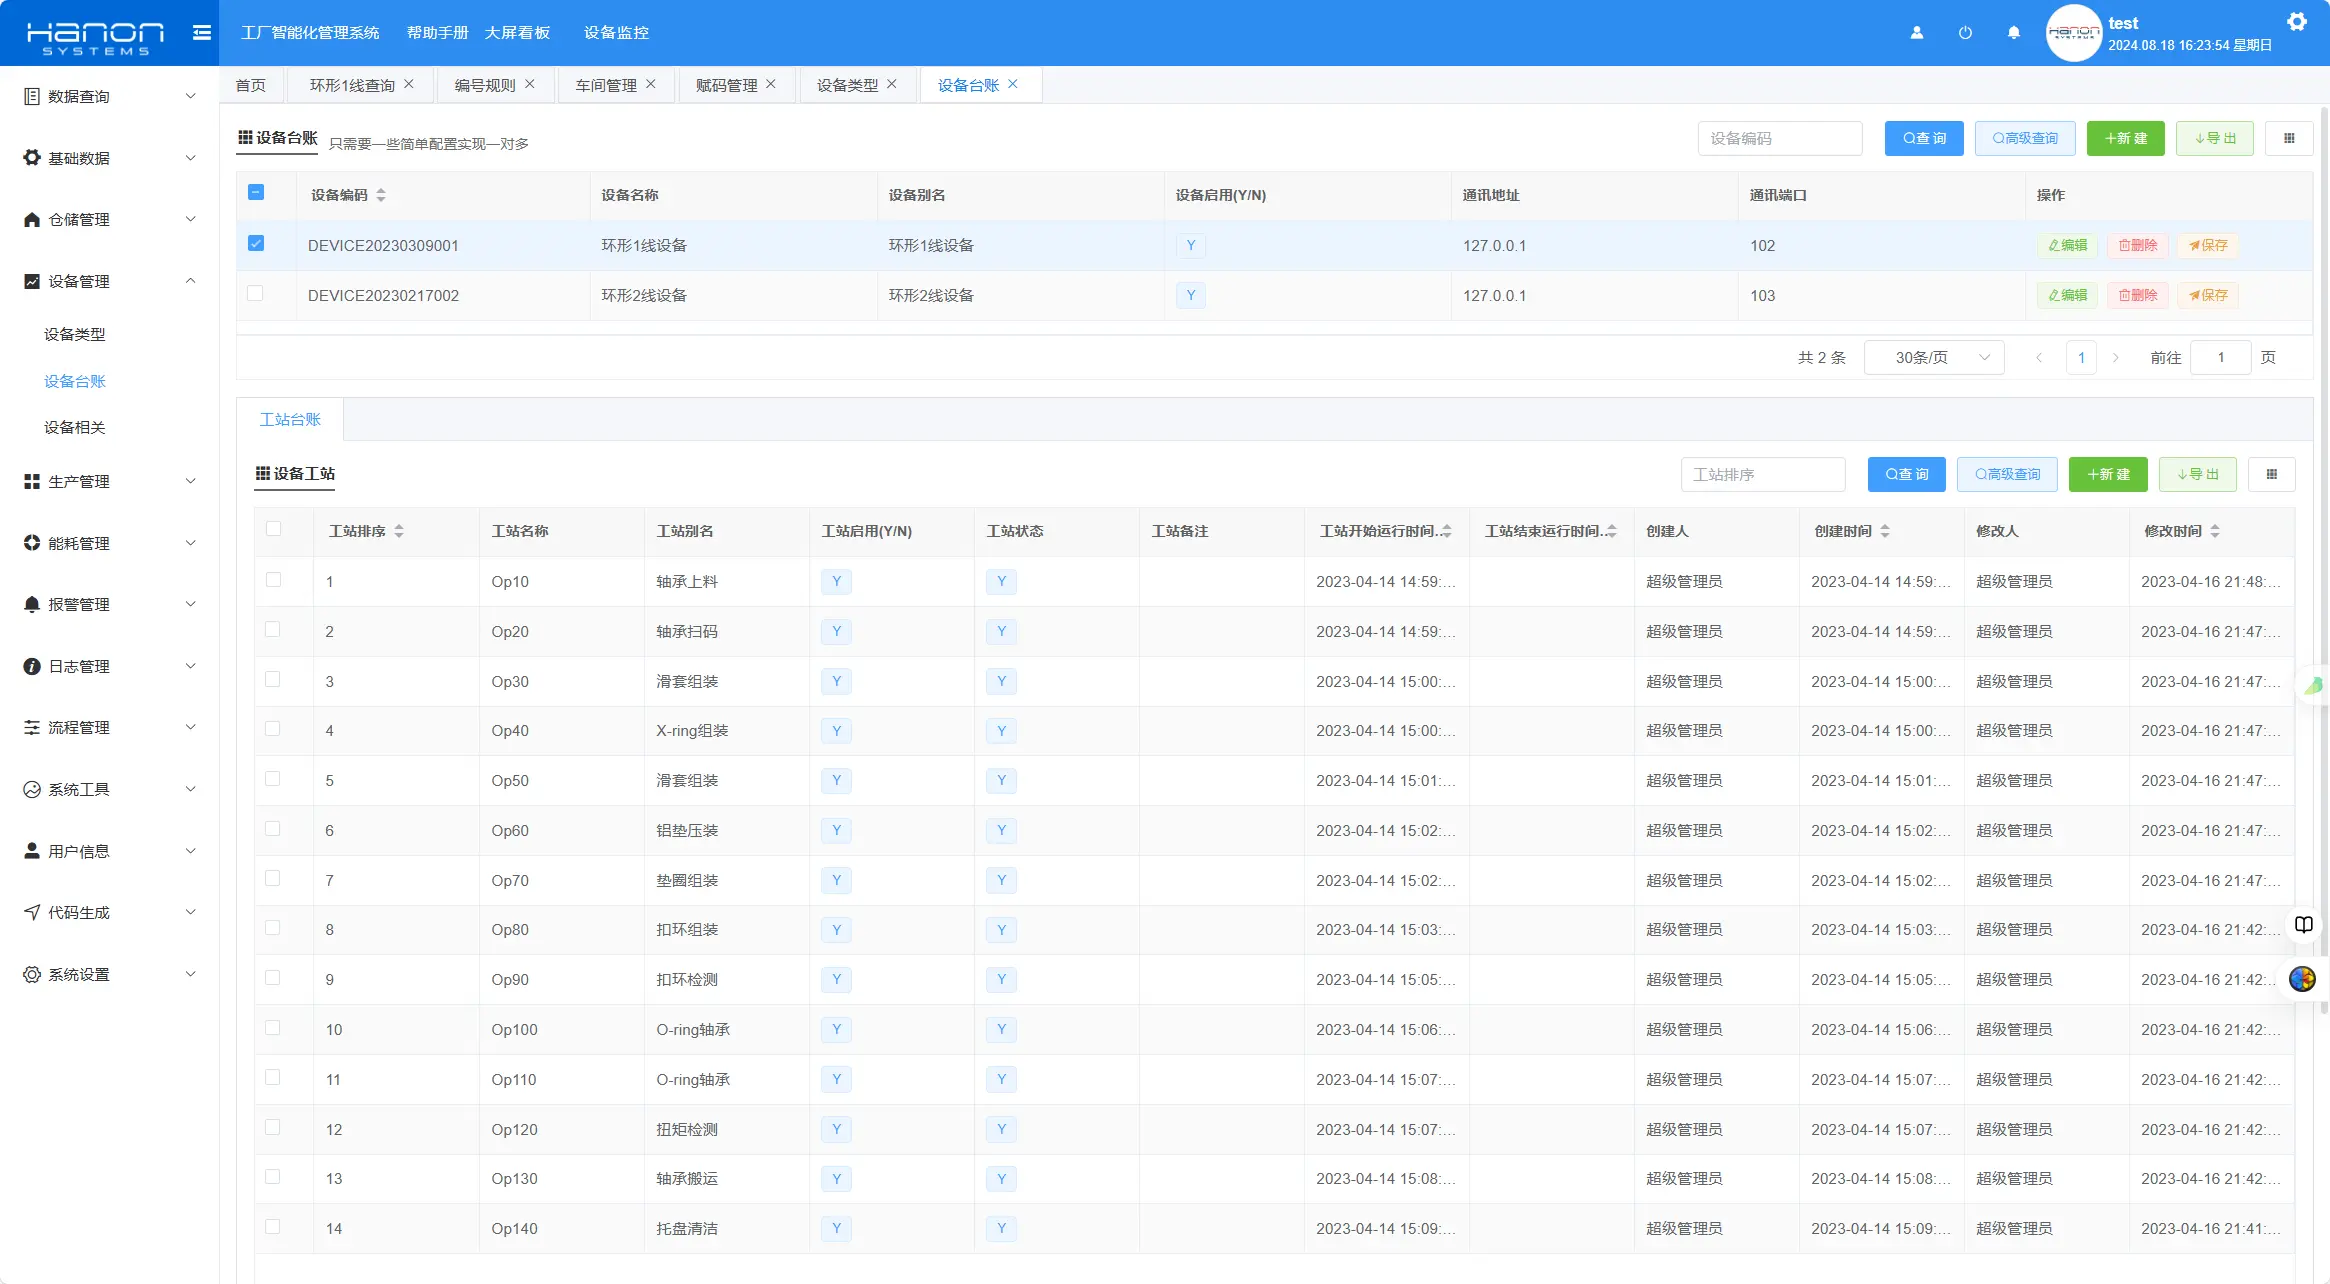 Hanon SYSTEMS
工厂智能化管理系统 帮助手册 大屏看板 设备监控
test
2024.08.18 16:23:54 星期日
数据查询
基础数据
仓储管理
设备管理
设备类型
设备台账
设备相关
生产管理
能耗管理
报警管理
日志管理
流程管理
系统工具
用户信息
代码生成
系统设置
首页 环形1线查询 编号规则 车间管理 赋码管理 设备类型 设备台账
设备台账 只需要一些简单配置实现一对多 设备编码 查 询 高级查询 新 建 导 出
设备编码 设备名称 设备别名 设备启用(Y/N) 通讯地址 通讯端口 操作
DEVICE20230309001 环形1线设备 环形1线设备 Y 127.0.0.1 102 编辑 删除 保存
DEVICE20230217002 环形2线设备 环形2线设备 Y 127.0.0.1 103 编辑 删除 保存
共 2 条 30条/页 1 前往 1 页
工站台账
设备工站 工站排序 查 询 高级查询 新 建 导 出
工站排序 工站名称 工站别名 工站启用(Y/N) 工站状态 工站备注 工站开始运行时间.. 工站结束运行时间.. 创建人 创建时间 修改人 修改时间
1 Op10 轴承上料 Y Y 2023-04-14 14:59:... 超级管理员 2023-04-14 14:59:... 超级管理员 2023-04-16 21:48:...
2 Op20 轴承扫码 Y Y 2023-04-14 14:59:... 超级管理员 2023-04-14 14:59:... 超级管理员 2023-04-16 21:47:...
3 Op30 滑套组装 Y Y 2023-04-14 15:00:... 超级管理员 2023-04-14 15:00:... 超级管理员 2023-04-16 21:47:...
4 Op40 X-ring组装 Y Y 2023-04-14 15:00:... 超级管理员 2023-04-14 15:00:... 超级管理员 2023-04-16 21:47:...
5 Op50 滑套组装 Y Y 2023-04-14 15:01:... 超级管理员 2023-04-14 15:01:... 超级管理员 2023-04-16 21:47:...
6 Op60 铝垫压装 Y Y 2023-04-14 15:02:... 超级管理员 2023-04-14 15:02:... 超级管理员 2023-04-16 21:47:...
7 Op70 垫圈组装 Y Y 2023-04-14 15:02:... 超级管理员 2023-04-14 15:02:... 超级管理员 2023-04-16 21:47:...
8 Op80 扣环组装 Y Y 2023-04-14 15:03:... 超级管理员 2023-04-14 15:03:... 超级管理员 2023-04-16 21:42:...
9 Op90 扣环检测 Y Y 2023-04-14 15:05:... 超级管理员 2023-04-14 15:05:... 超级管理员 2023-04-16 21:42:...
10 Op100 O-ring轴承 Y Y 2023-04-14 15:06:... 超级管理员 2023-04-14 15:06:... 超级管理员 2023-04-16 21:42:...
11 Op110 O-ring轴承 Y Y 2023-04-14 15:07:... 超级管理员 2023-04-14 15:07:... 超级管理员 2023-04-16 21:42:...
12 Op120 扭矩检测 Y Y 2023-04-14 15:07:... 超级管理员 2023-04-14 15:07:... 超级管理员 2023-04-16 21:42:...
13 Op130 轴承搬运 Y Y 2023-04-14 15:08:... 超级管理员 2023-04-14 15:08:... 超级管理员 2023-04-16 21:42:...
14 Op140 托盘清洁 Y Y 2023-04-14 15:09:... 超级管理员 2023-04-14 15:09:... 超级管理员 2023-04-16 21:41:...